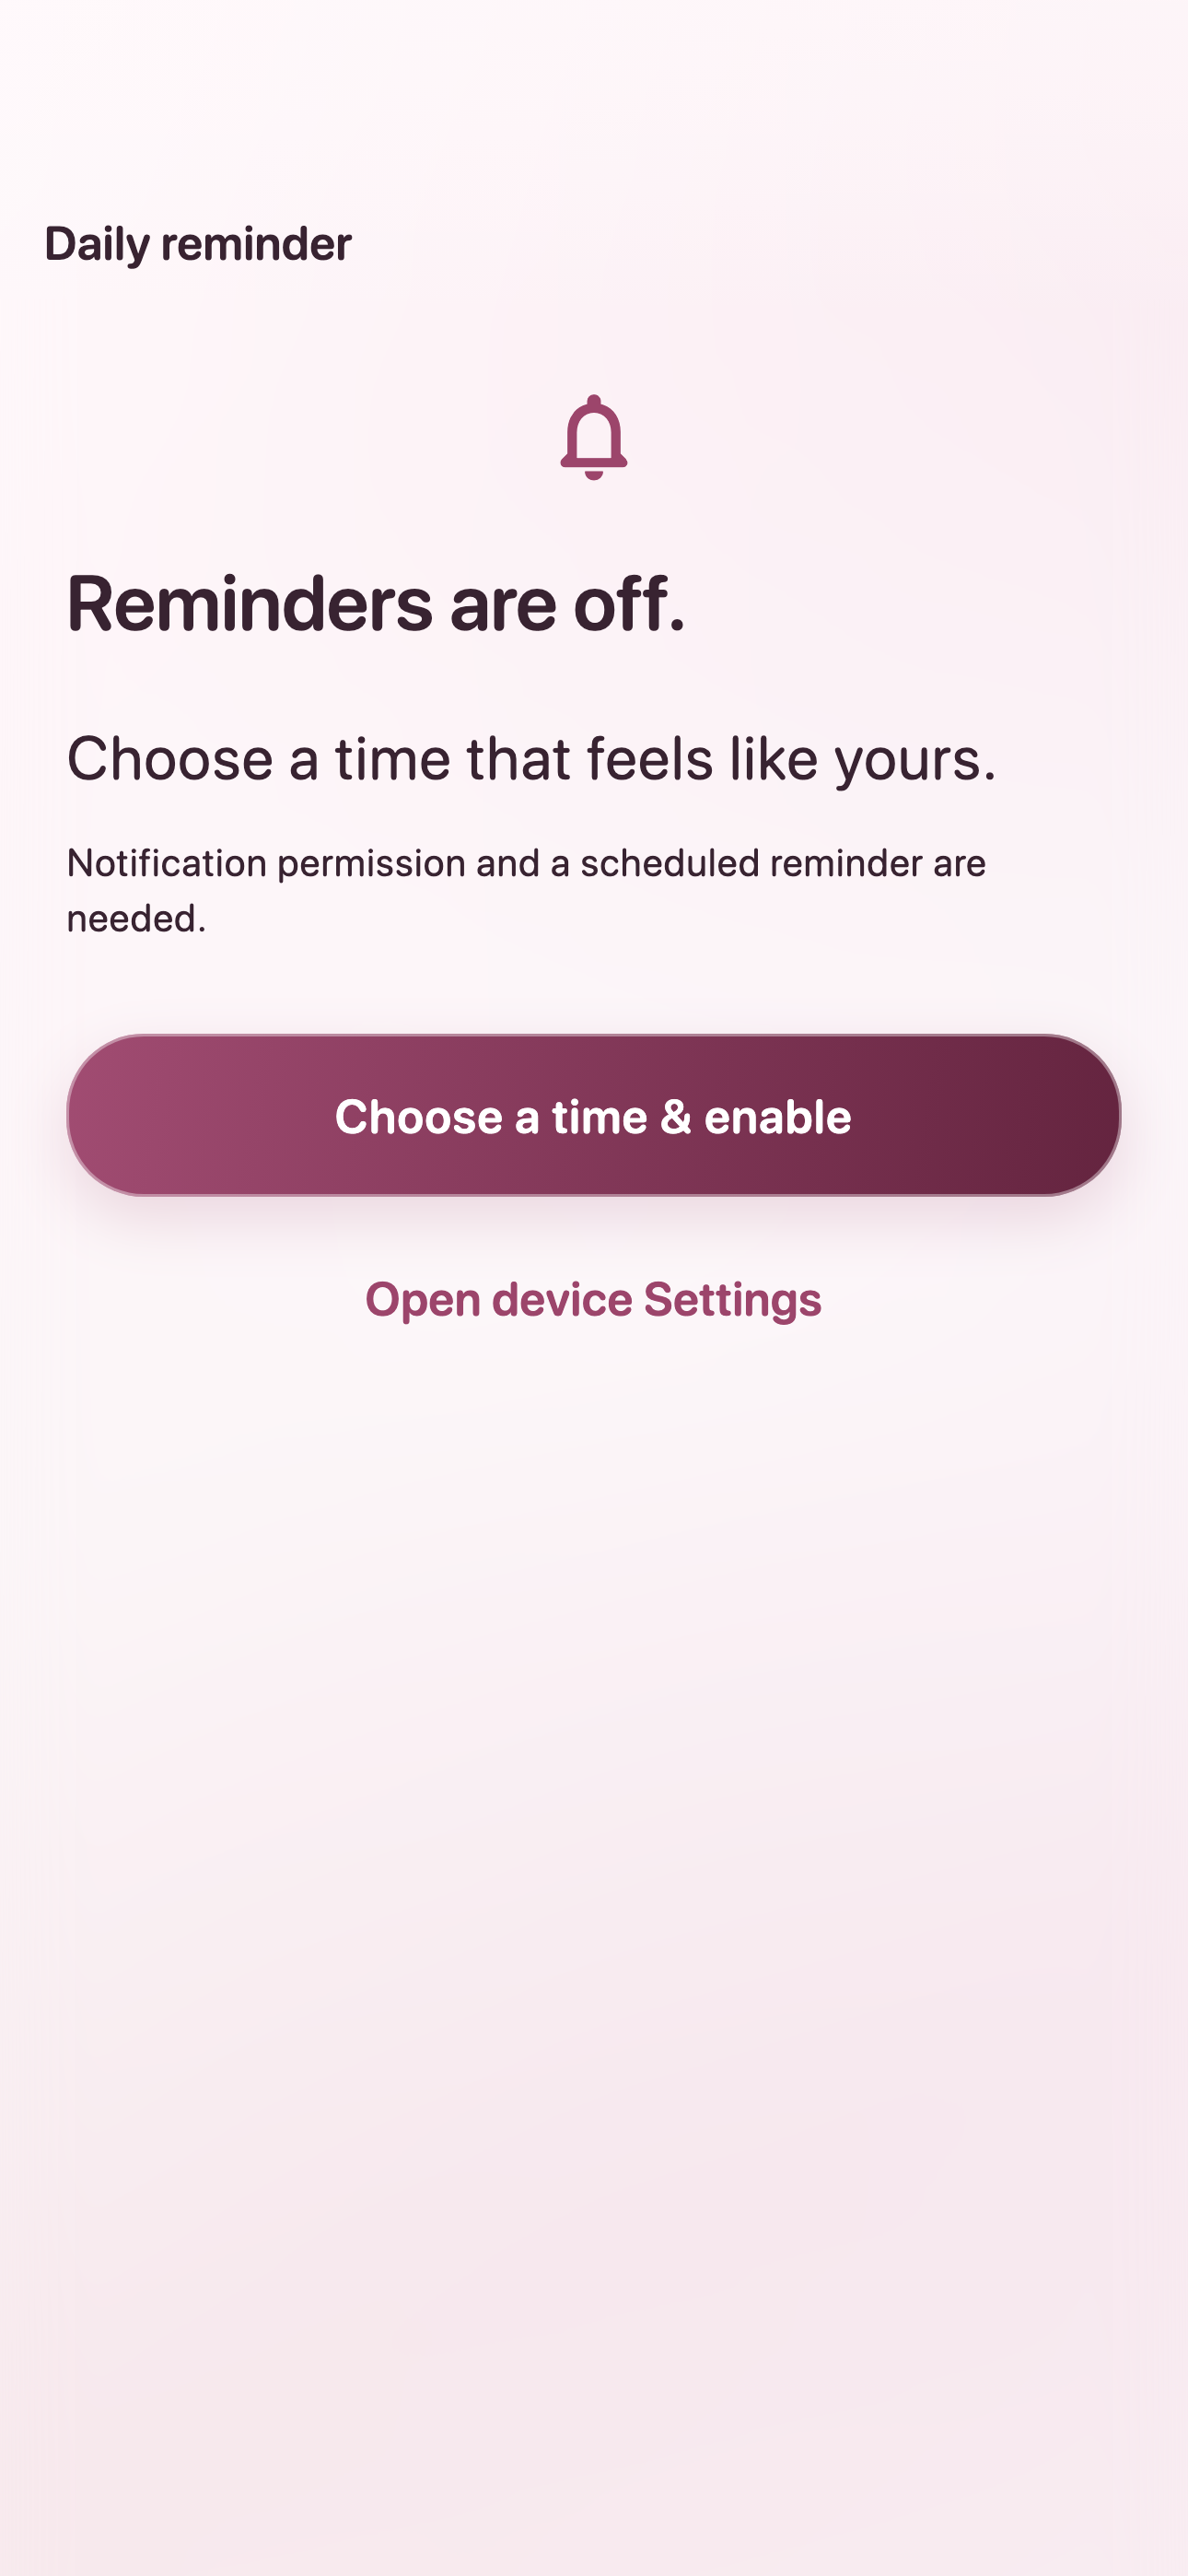 Daily reminder
Reminders are off.
Choose a time that feels like yours.
Notification permission and a scheduled reminder are
needed.
Choose a time & enable
Open device Settings